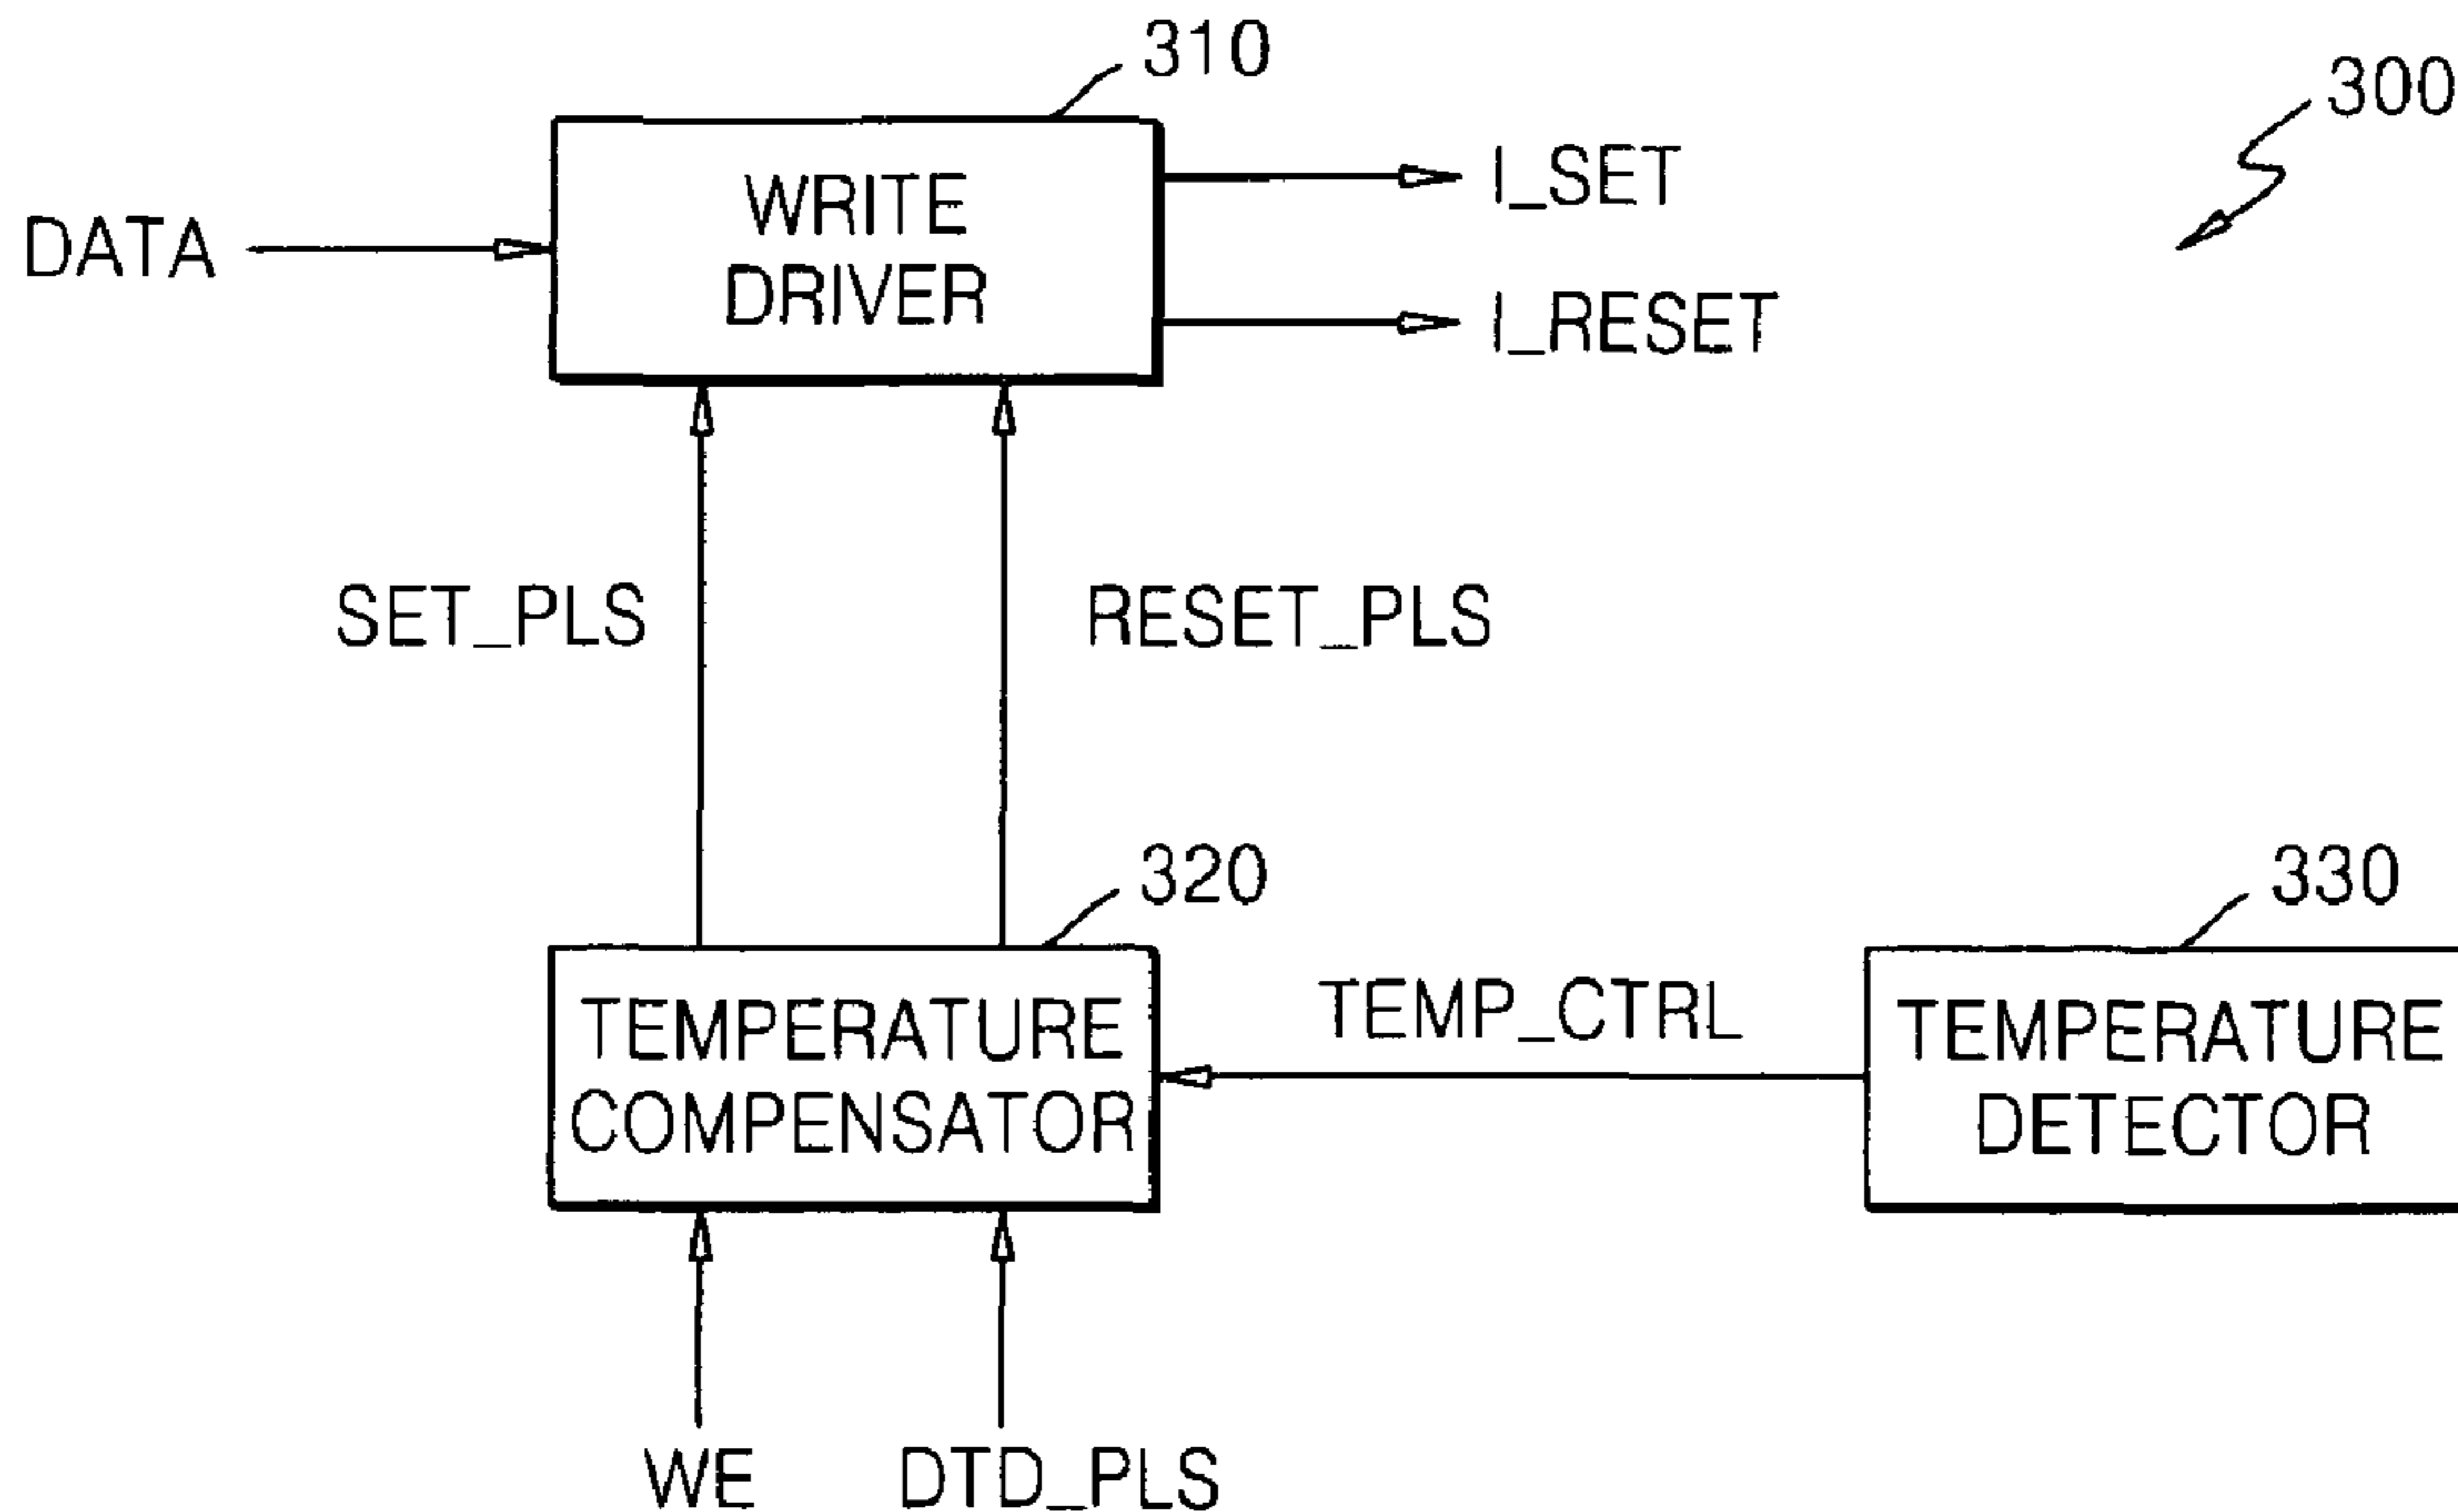 310
300
I_SET
WRITE
DATA
DRIVER
I_RESET
SET_PLS
RESET_PLS
320
330
TEMP_CTRL
TEMPERATURE
COMPENSATOR
TEMPERATURE
DETECTOR
WE
DTD_PLS